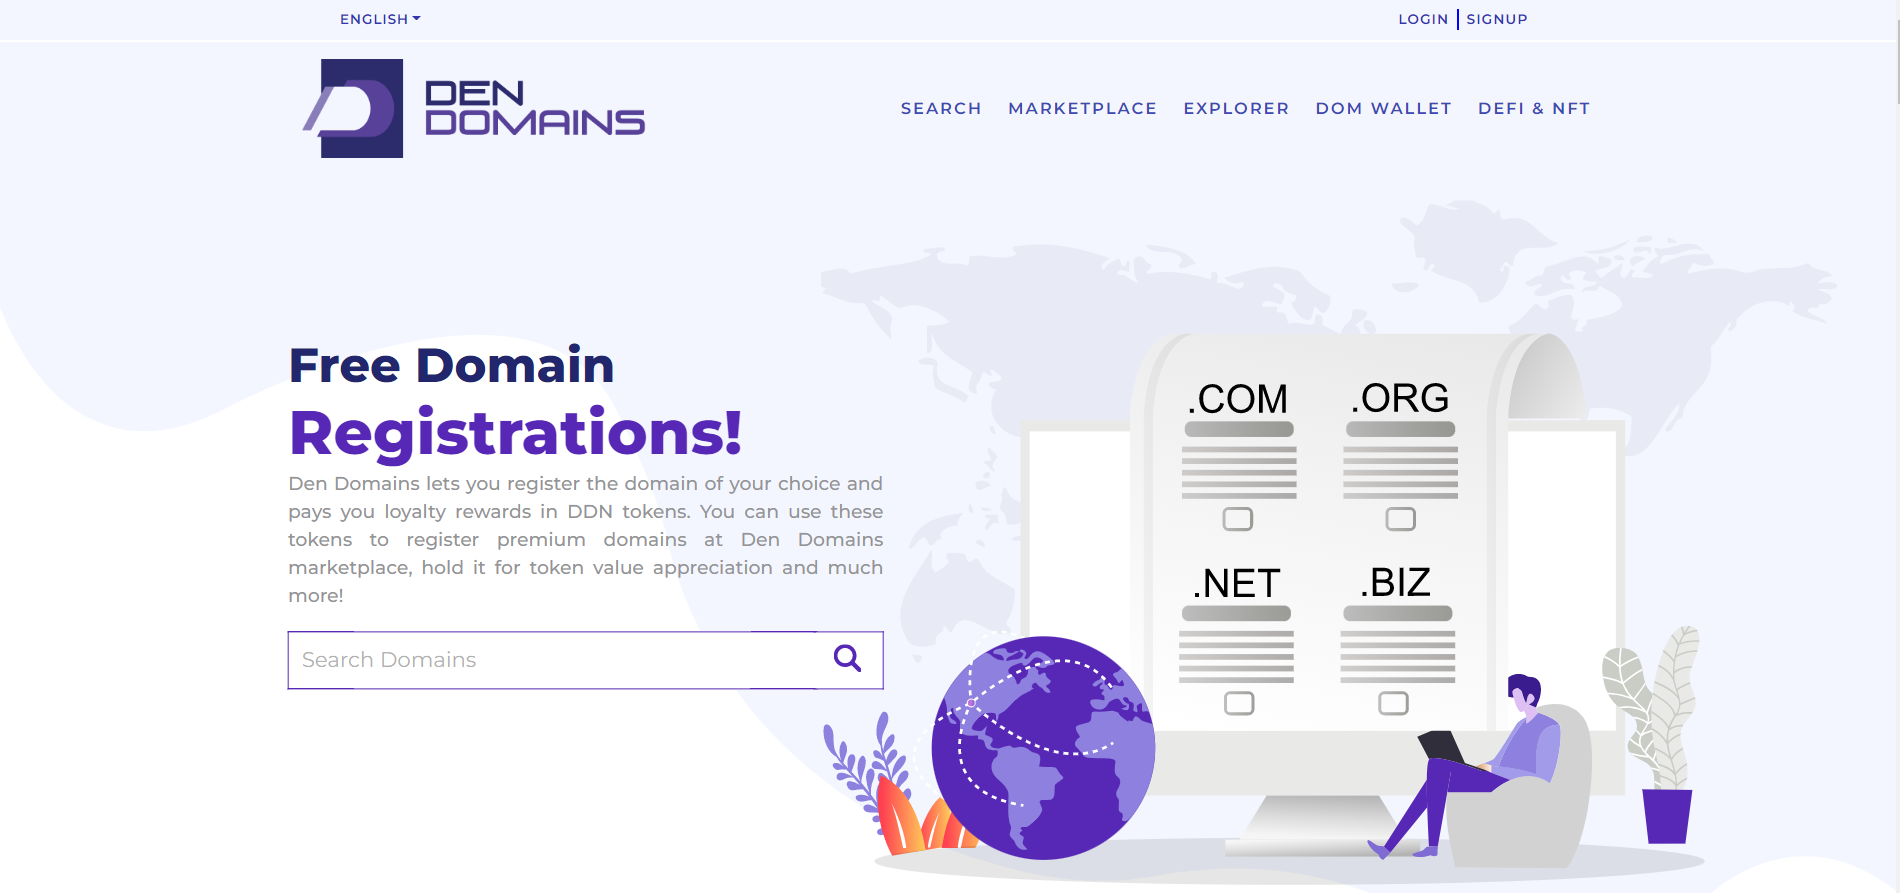 ENGLISH
LOGIN SIGNUP
DEN
DOMAINS
SEARCH MARKETPLACE EXPLORER DOM WALLET DEFI & NFT
Free Domain
Registrations!
Den Domains lets you register the domain of your choice and
pays you loyalty rewards in DDN tokens. You can use these
tokens to register premium domains at Den Domains
marketplace, hold it for token value appreciation and much
more!
Search Domains
.COM .ORG
.NET .BIZ